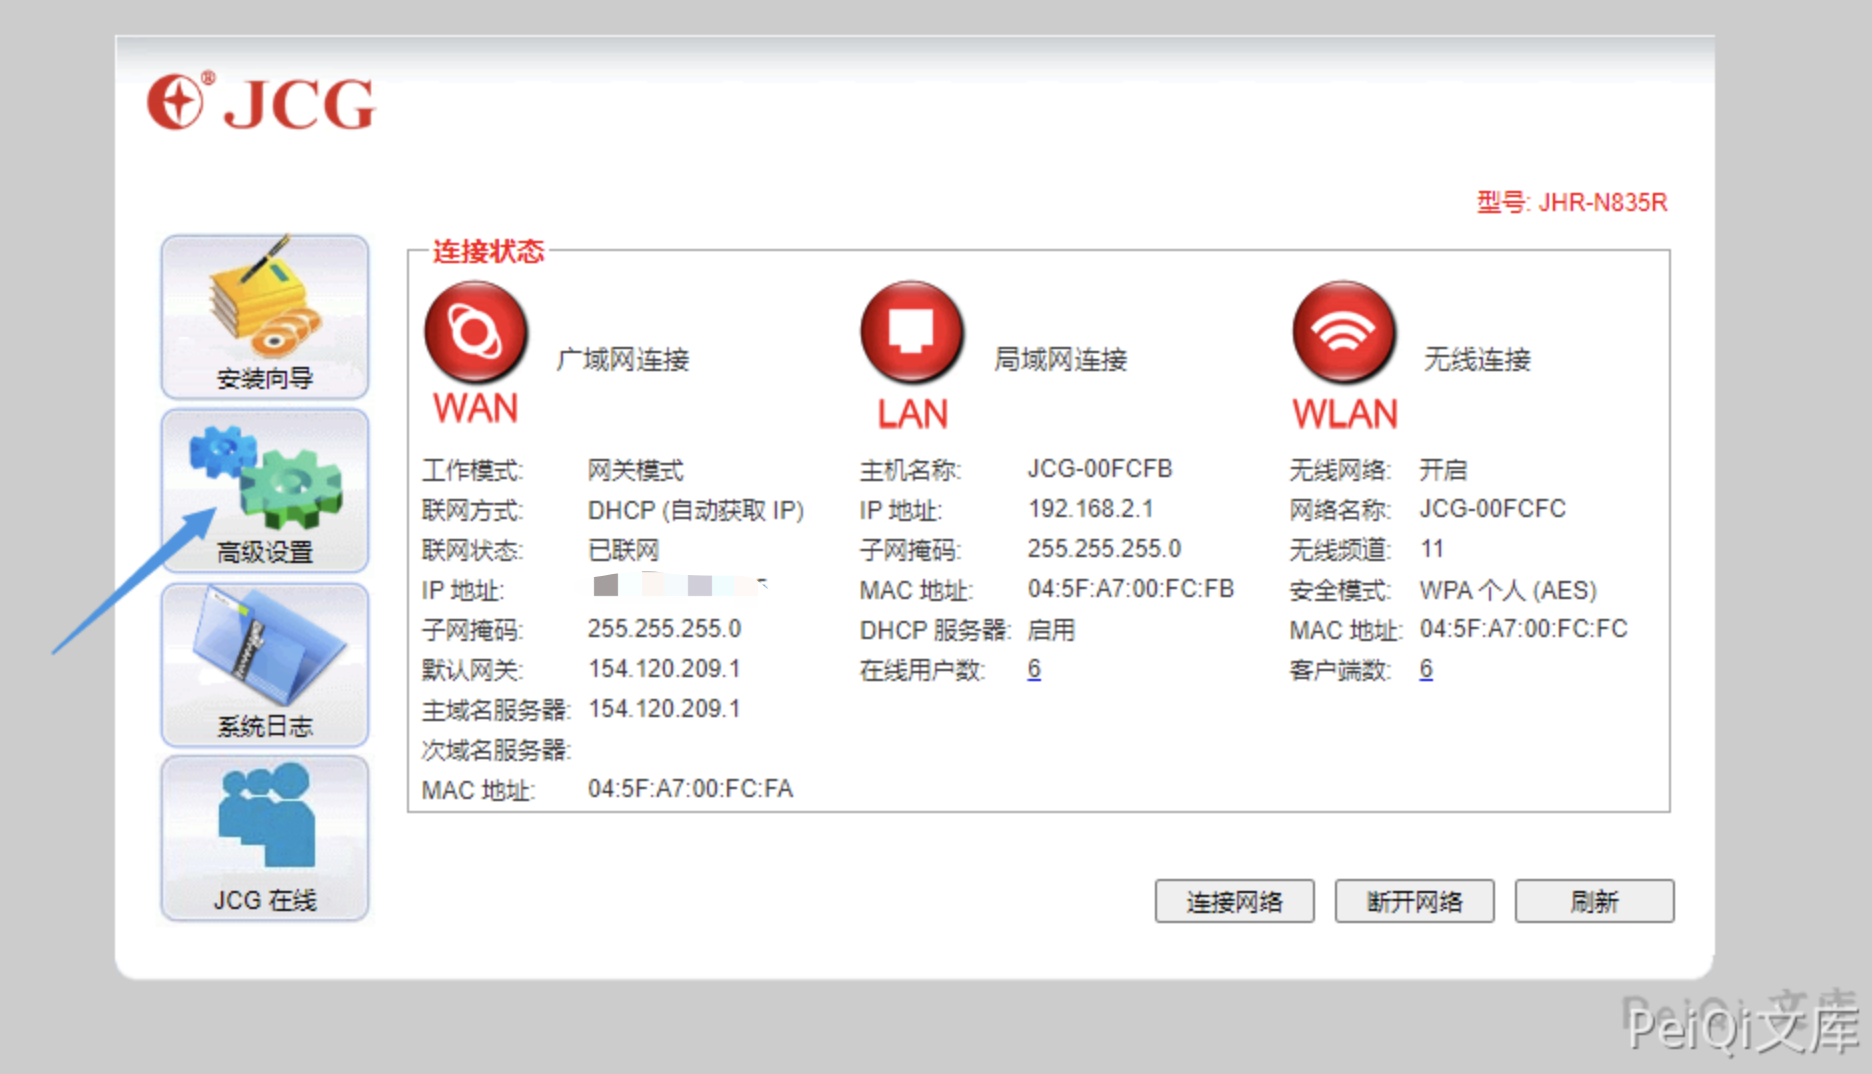 JCG
型号: JHR-N835R
安装向导
高级设置
系统日志
JCG 在线
连接状态
广域网连接
WAN
工作模式: 网关模式
联网方式: DHCP (自动获取 IP)
联网状态: 已联网
IP 地址:
子网掩码: 255.255.255.0
默认网关: 154.120.209.1
主域名服务器: 154.120.209.1
次域名服务器:
MAC 地址: 04:5F:A7:00:FC:FA
局域网连接
LAN
主机名称: JCG-00FCFB
IP 地址: 192.168.2.1
子网掩码: 255.255.255.0
MAC 地址: 04:5F:A7:00:FC:FB
DHCP 服务器: 启用
在线用户数: 6
无线连接
WLAN
无线网络: 开启
网络名称: JCG-00FCFC
无线频道: 11
安全模式: WPA 个人 (AES)
MAC 地址: 04:5F:A7:00:FC:FC
客户端数: 6
连接网络
断开网络
刷新
PeiQi文库